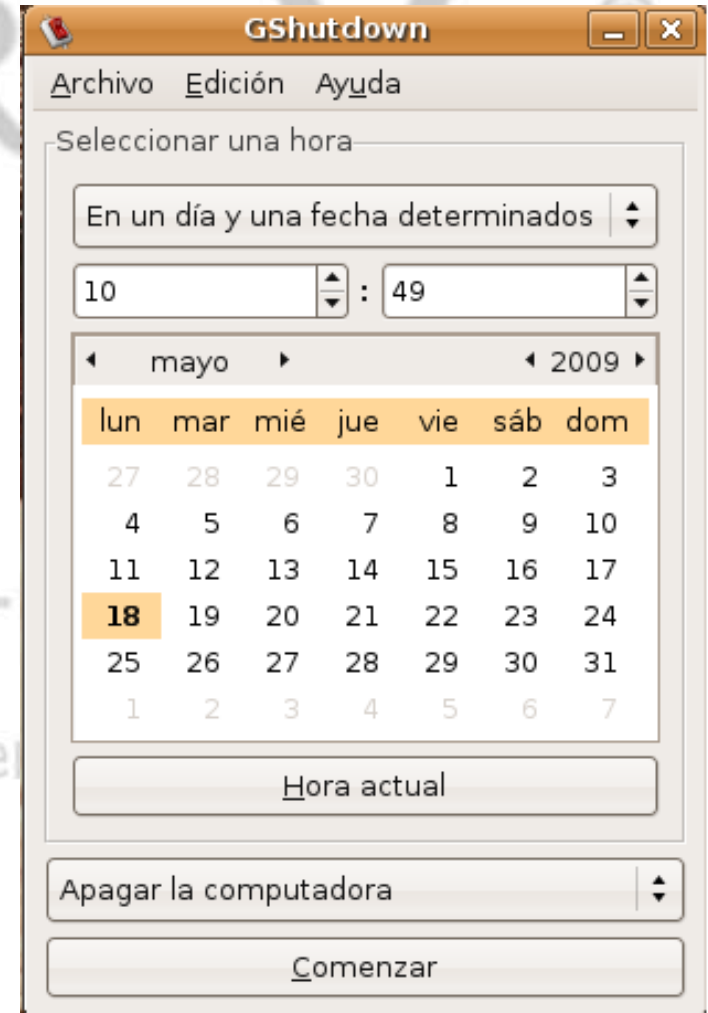 GShutdown
Archivo Edición Ayuda
Seleccionar una hora
En un día y una fecha determinados
10 : 49
mayo 2009
lun mar mié jue vie sáb dom
27 28 29 30 1 2 3
4 5 6 7 8 9 10
11 12 13 14 15 16 17
18 19 20 21 22 23 24
25 26 27 28 29 30 31
1 2 3 4 5 6 7
Hora actual
Apagar la computadora
Comenzar